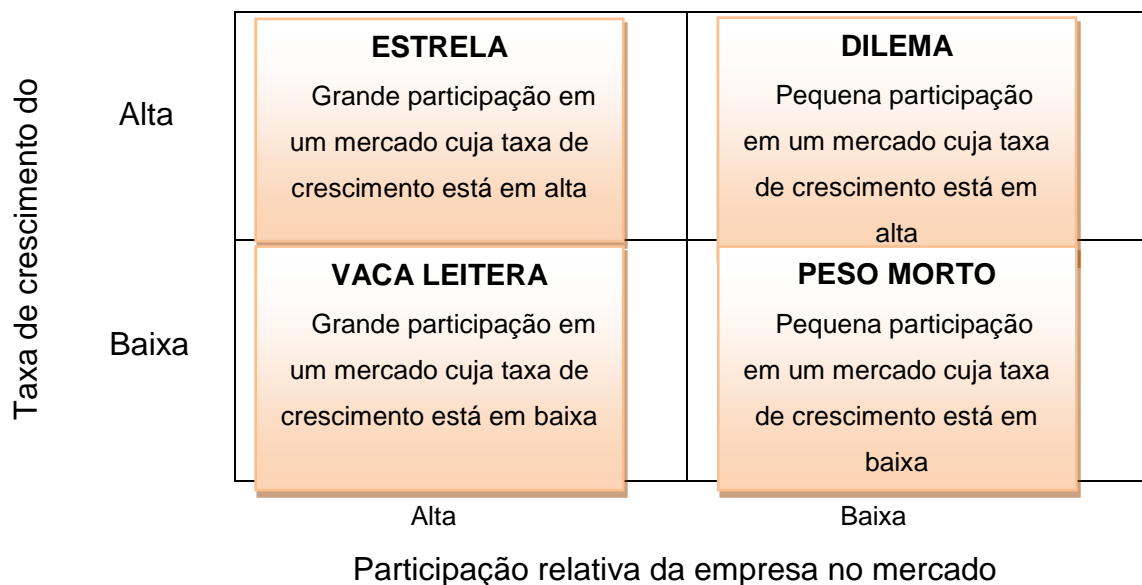 Taxa de crescimento do
Alta
ESTRELA
Grande participação em
um mercado cuja taxa de
crescimento está em alta
DILEMA
Pequena participação
em um mercado cuja taxa
de crescimento está em
alta
Baixa
VACA LEITERA
Grande participação em
um mercado cuja taxa de
crescimento está em baixa
PESO MORTO
Pequena participação
em um mercado cuja taxa
de crescimento está em
baixa
Alta
Baixa
Participação relativa da empresa no mercado